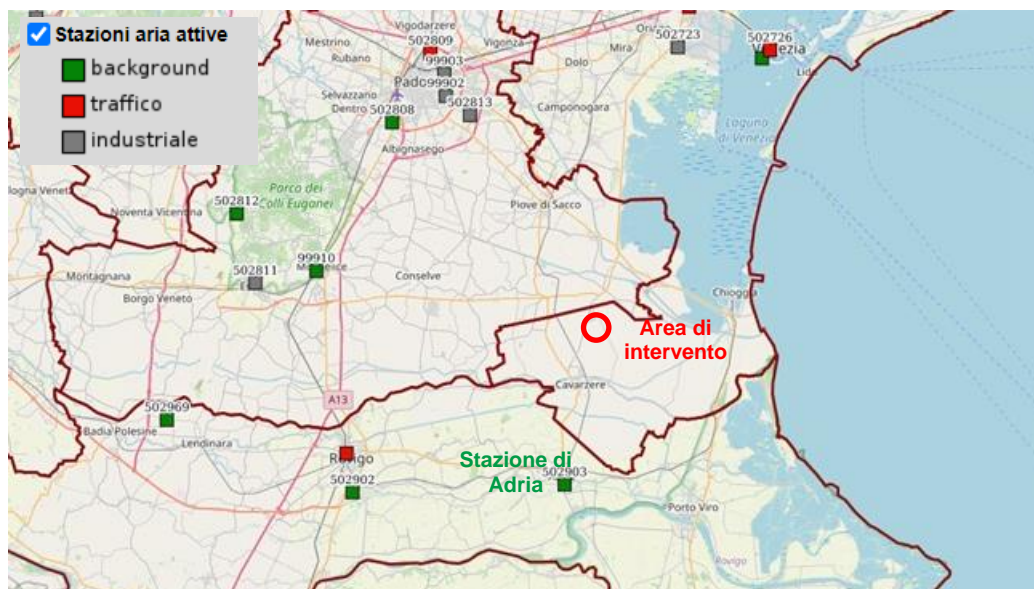 Stazioni aria attive
background
traffico
industriale
Vigodarzere
502809
Mestrino
Rubano
Vigonza
99903
Selvazzano
Dentro
Pado
99902
502813
502808
Albignasego
Camponogara
Dolo
Mira
Oriago
502723
502726
Venezia
Lido
Laguna
di Venezia
Parco dei
Colli Euganei
Noventa Vicentina
502812
Piove di Sacco
99910
502811
Montagnana
Borgo Veneto
Conselve
Chioggia
Area di
intervento
Cavarzere
A13
502969
Badia Polesine
Lendinara
Rovigo
502902
Stazione di
Adria
502903
Porto Viro
Rovigo